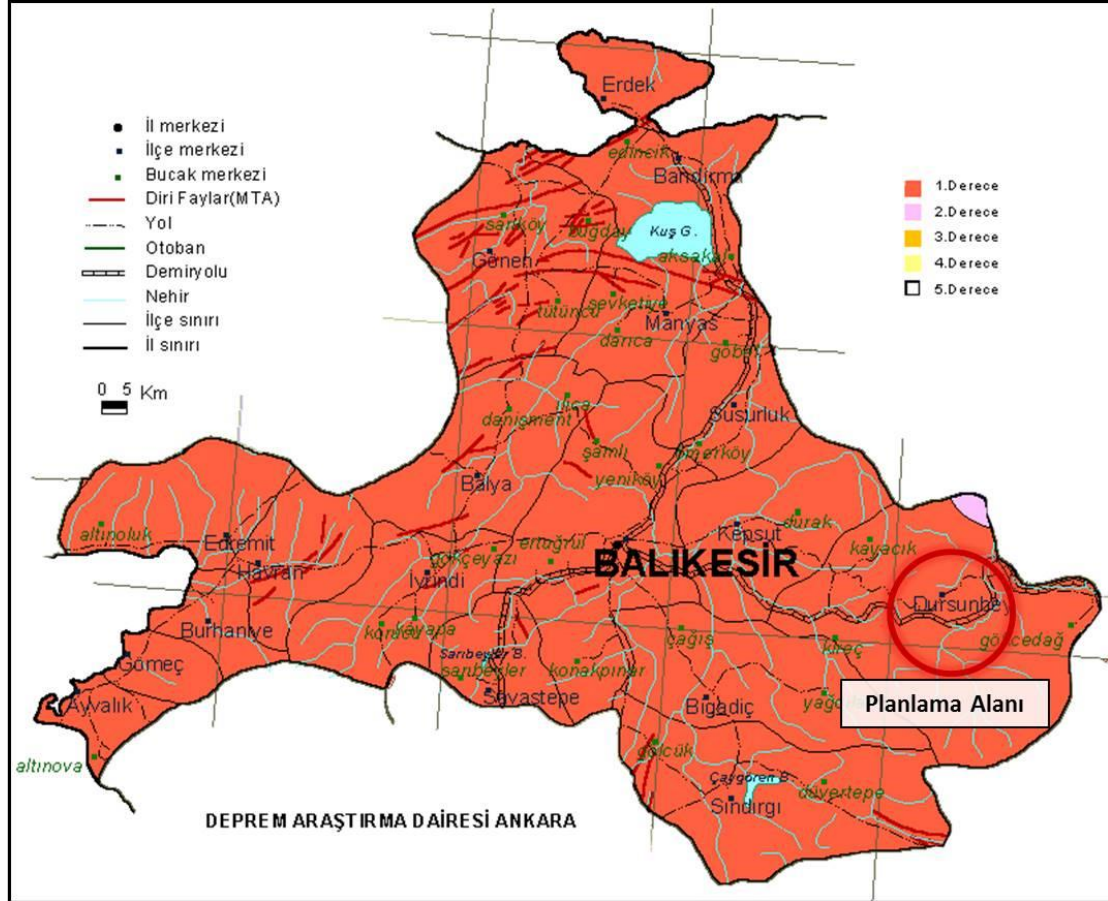 Erdek
İl merkezi
İlçe merkezi
Bucak merkezi
Diri Faylar(MTA)
Yol
Otoban
Demiryolu
Nehir
İlçe sınırı
İl sınırı
0 5 Km
1.Derece
2.Derece
3.Derece
4.Derece
5.Derece
edincik
Bandırma
sarıköy
buğday
Kuş G.
Gönen
aksakal
tütüncü
şevketiye
Manyas
darıca
göbel
ılıca
danişment
Susurluk
şamlı
ömerköy
Balya
yeniköy
altınoluk
durak
Kepsut
Edremit
ertuğrul
kayacık
gökçeyazı
BALIKESİR
Havran
İvrindi
Dursunbe
Burhaniye
korucu
kayapa
çağış
kireç
gökcedağ
Gömeç
Sarıbeyler B.
sarıbeyler
konakpınar
Savastepe
Ayvalık
Bigadiç
Planlama Alanı
altınova
gölcük
Çaygören B.
düvertepe
Sındırgı
DEPREM ARAŞTIRMA DAİRESİ ANKARA